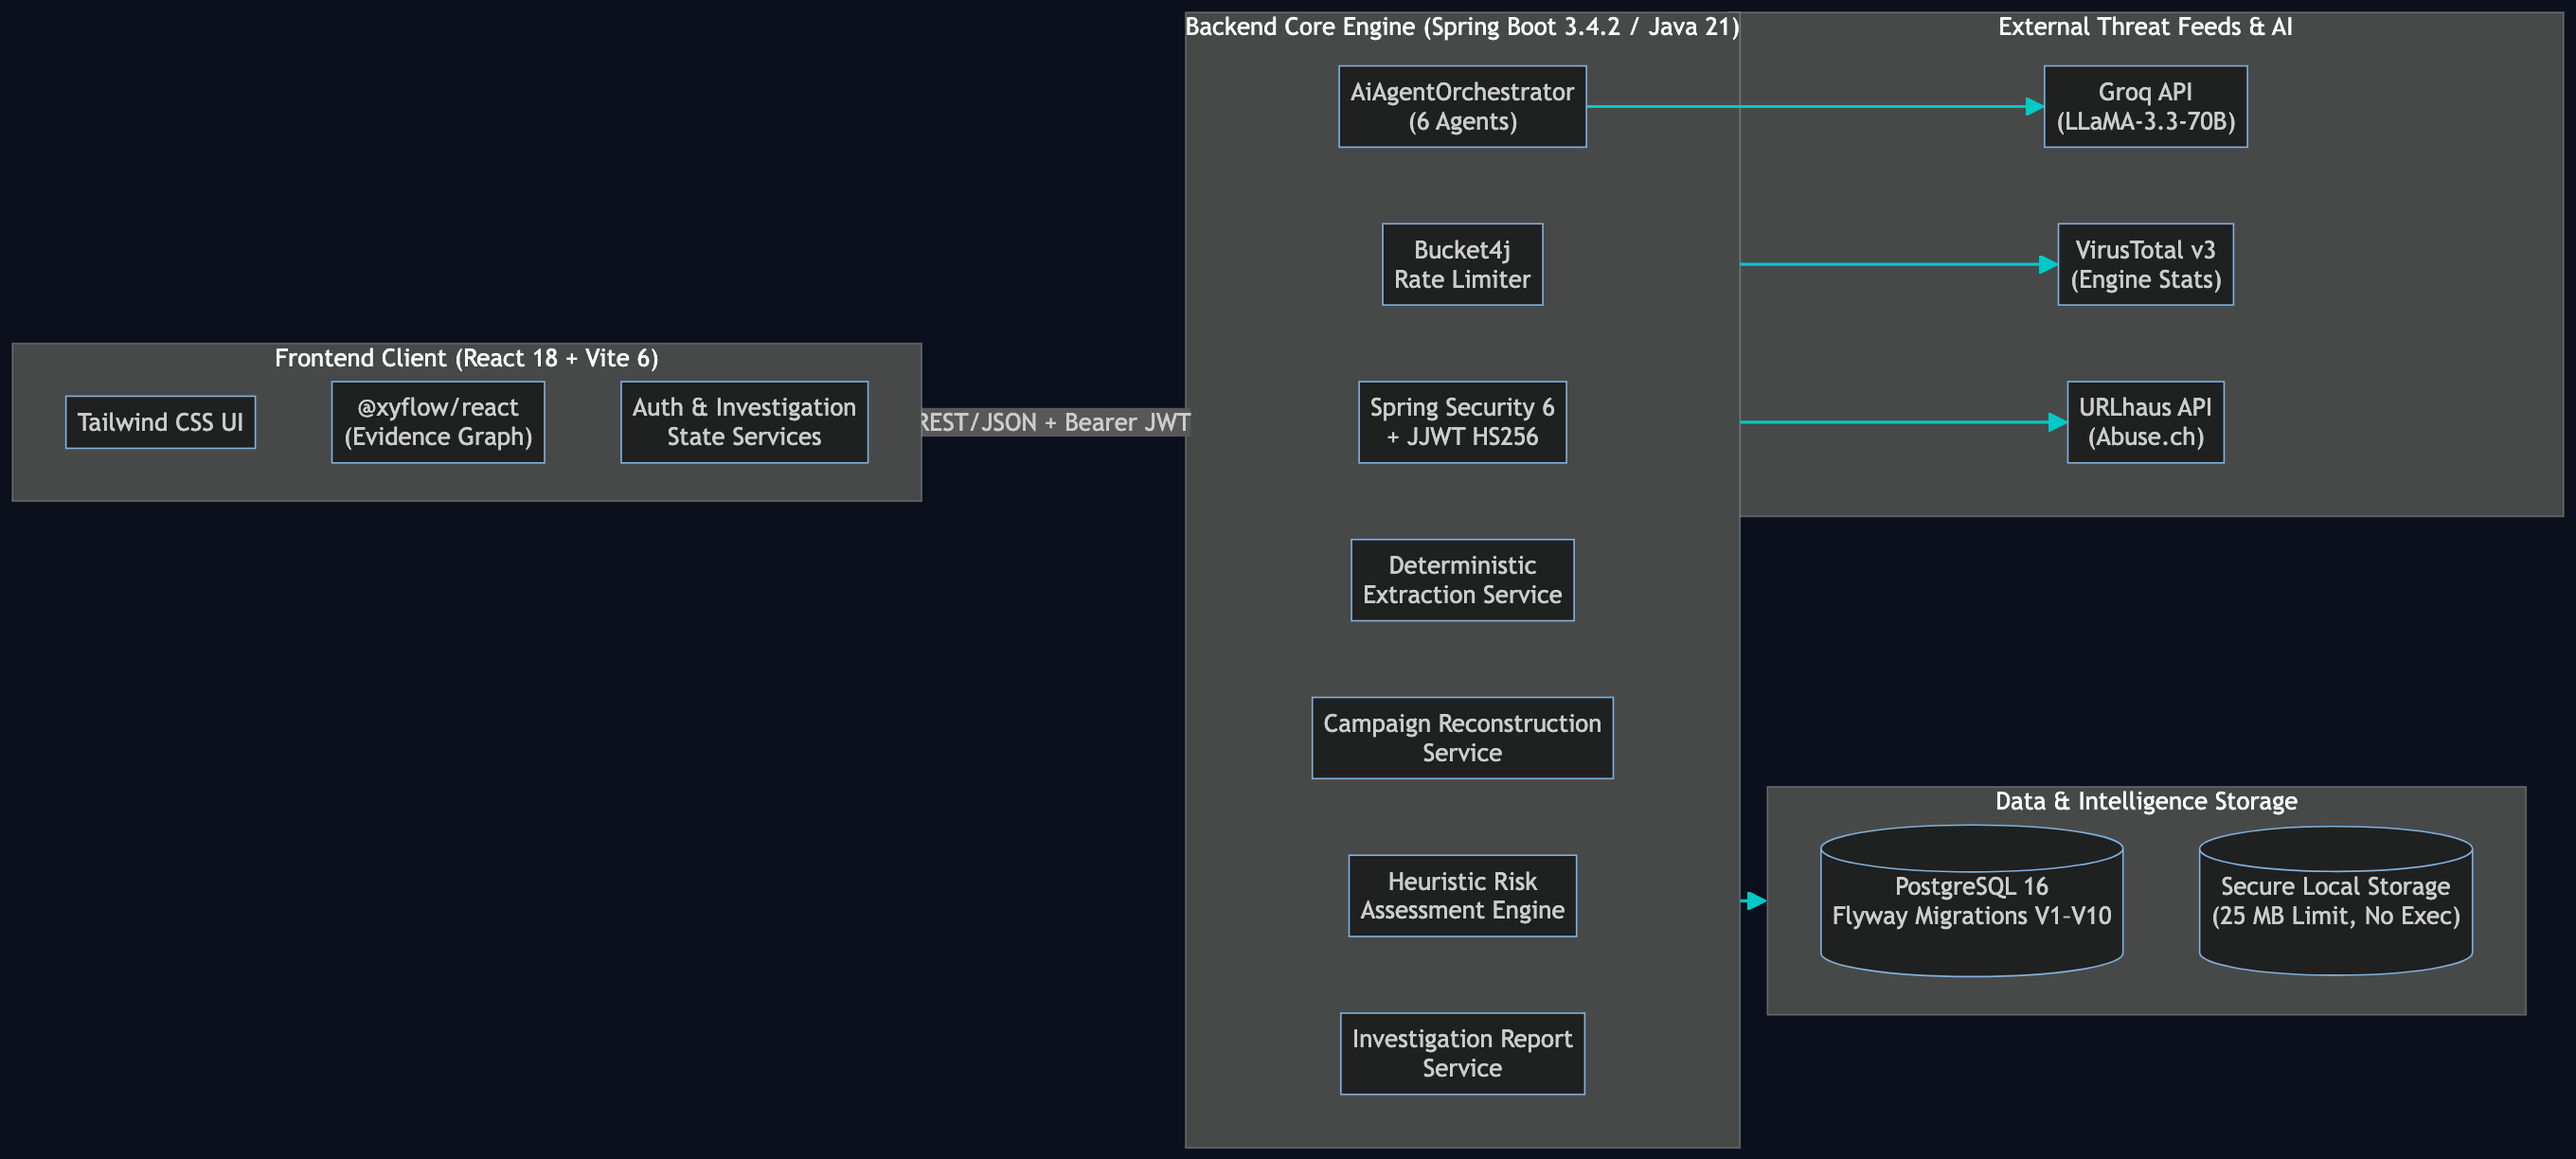 Frontend Client (React 18 + Vite 6)
Tailwind CSS UI
@xyflow/react
(Evidence Graph)
Auth & Investigation
State Services
REST/JSON + Bearer JWT
Backend Core Engine (Spring Boot 3.4.2 / Java 21)
AiAgentOrchestrator
(6 Agents)
Bucket4j
Rate Limiter
Spring Security 6
+ JJWT HS256
Deterministic
Extraction Service
Campaign Reconstruction
Service
Heuristic Risk
Assessment Engine
Investigation Report
Service
External Threat Feeds & AI
Groq API
(LLaMA-3.3-70B)
VirusTotal v3
(Engine Stats)
URLhaus API
(Abuse.ch)
Data & Intelligence Storage
PostgreSQL 16
Flyway Migrations V1–V10
Secure Local Storage
(25 MB Limit, No Exec)